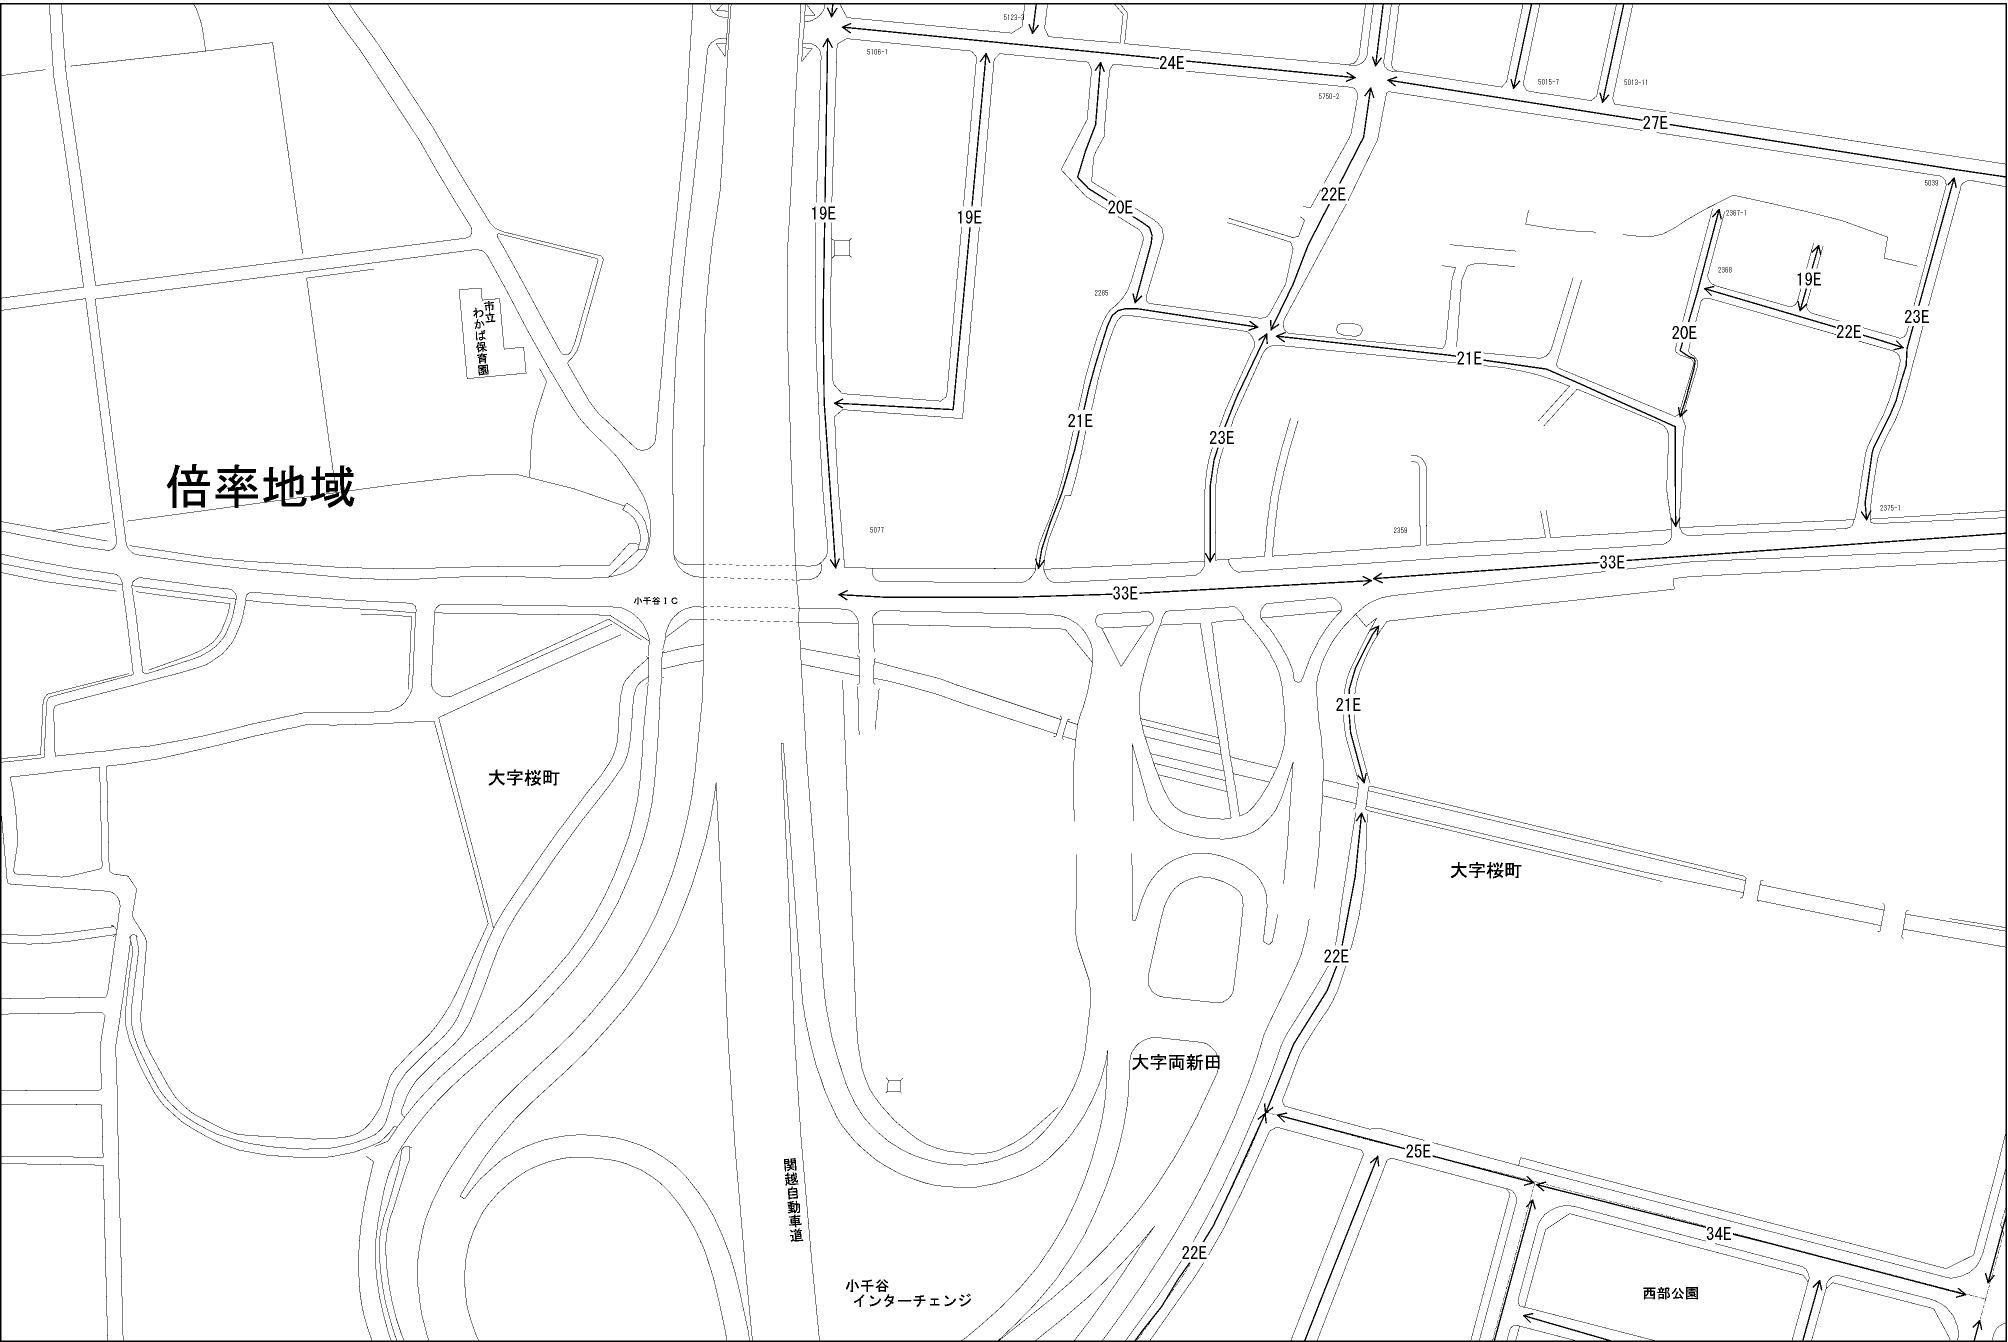 5123-3
5106-1
24E
5750-2
5015-7
5013-11
27E
5039
19E
19E
20E
22E
2367-1
2368
19E
23E
22E
20E
2285
21E
市立
わかば保育園
21E
23E
倍率地域
5077
2359
2375-1
33E
33E
小千谷IC
21E
大字桜町
大字桜町
22E
大字両新田
25E
関越自動車道
34E
22E
小千谷
インターチェンジ
西部公園